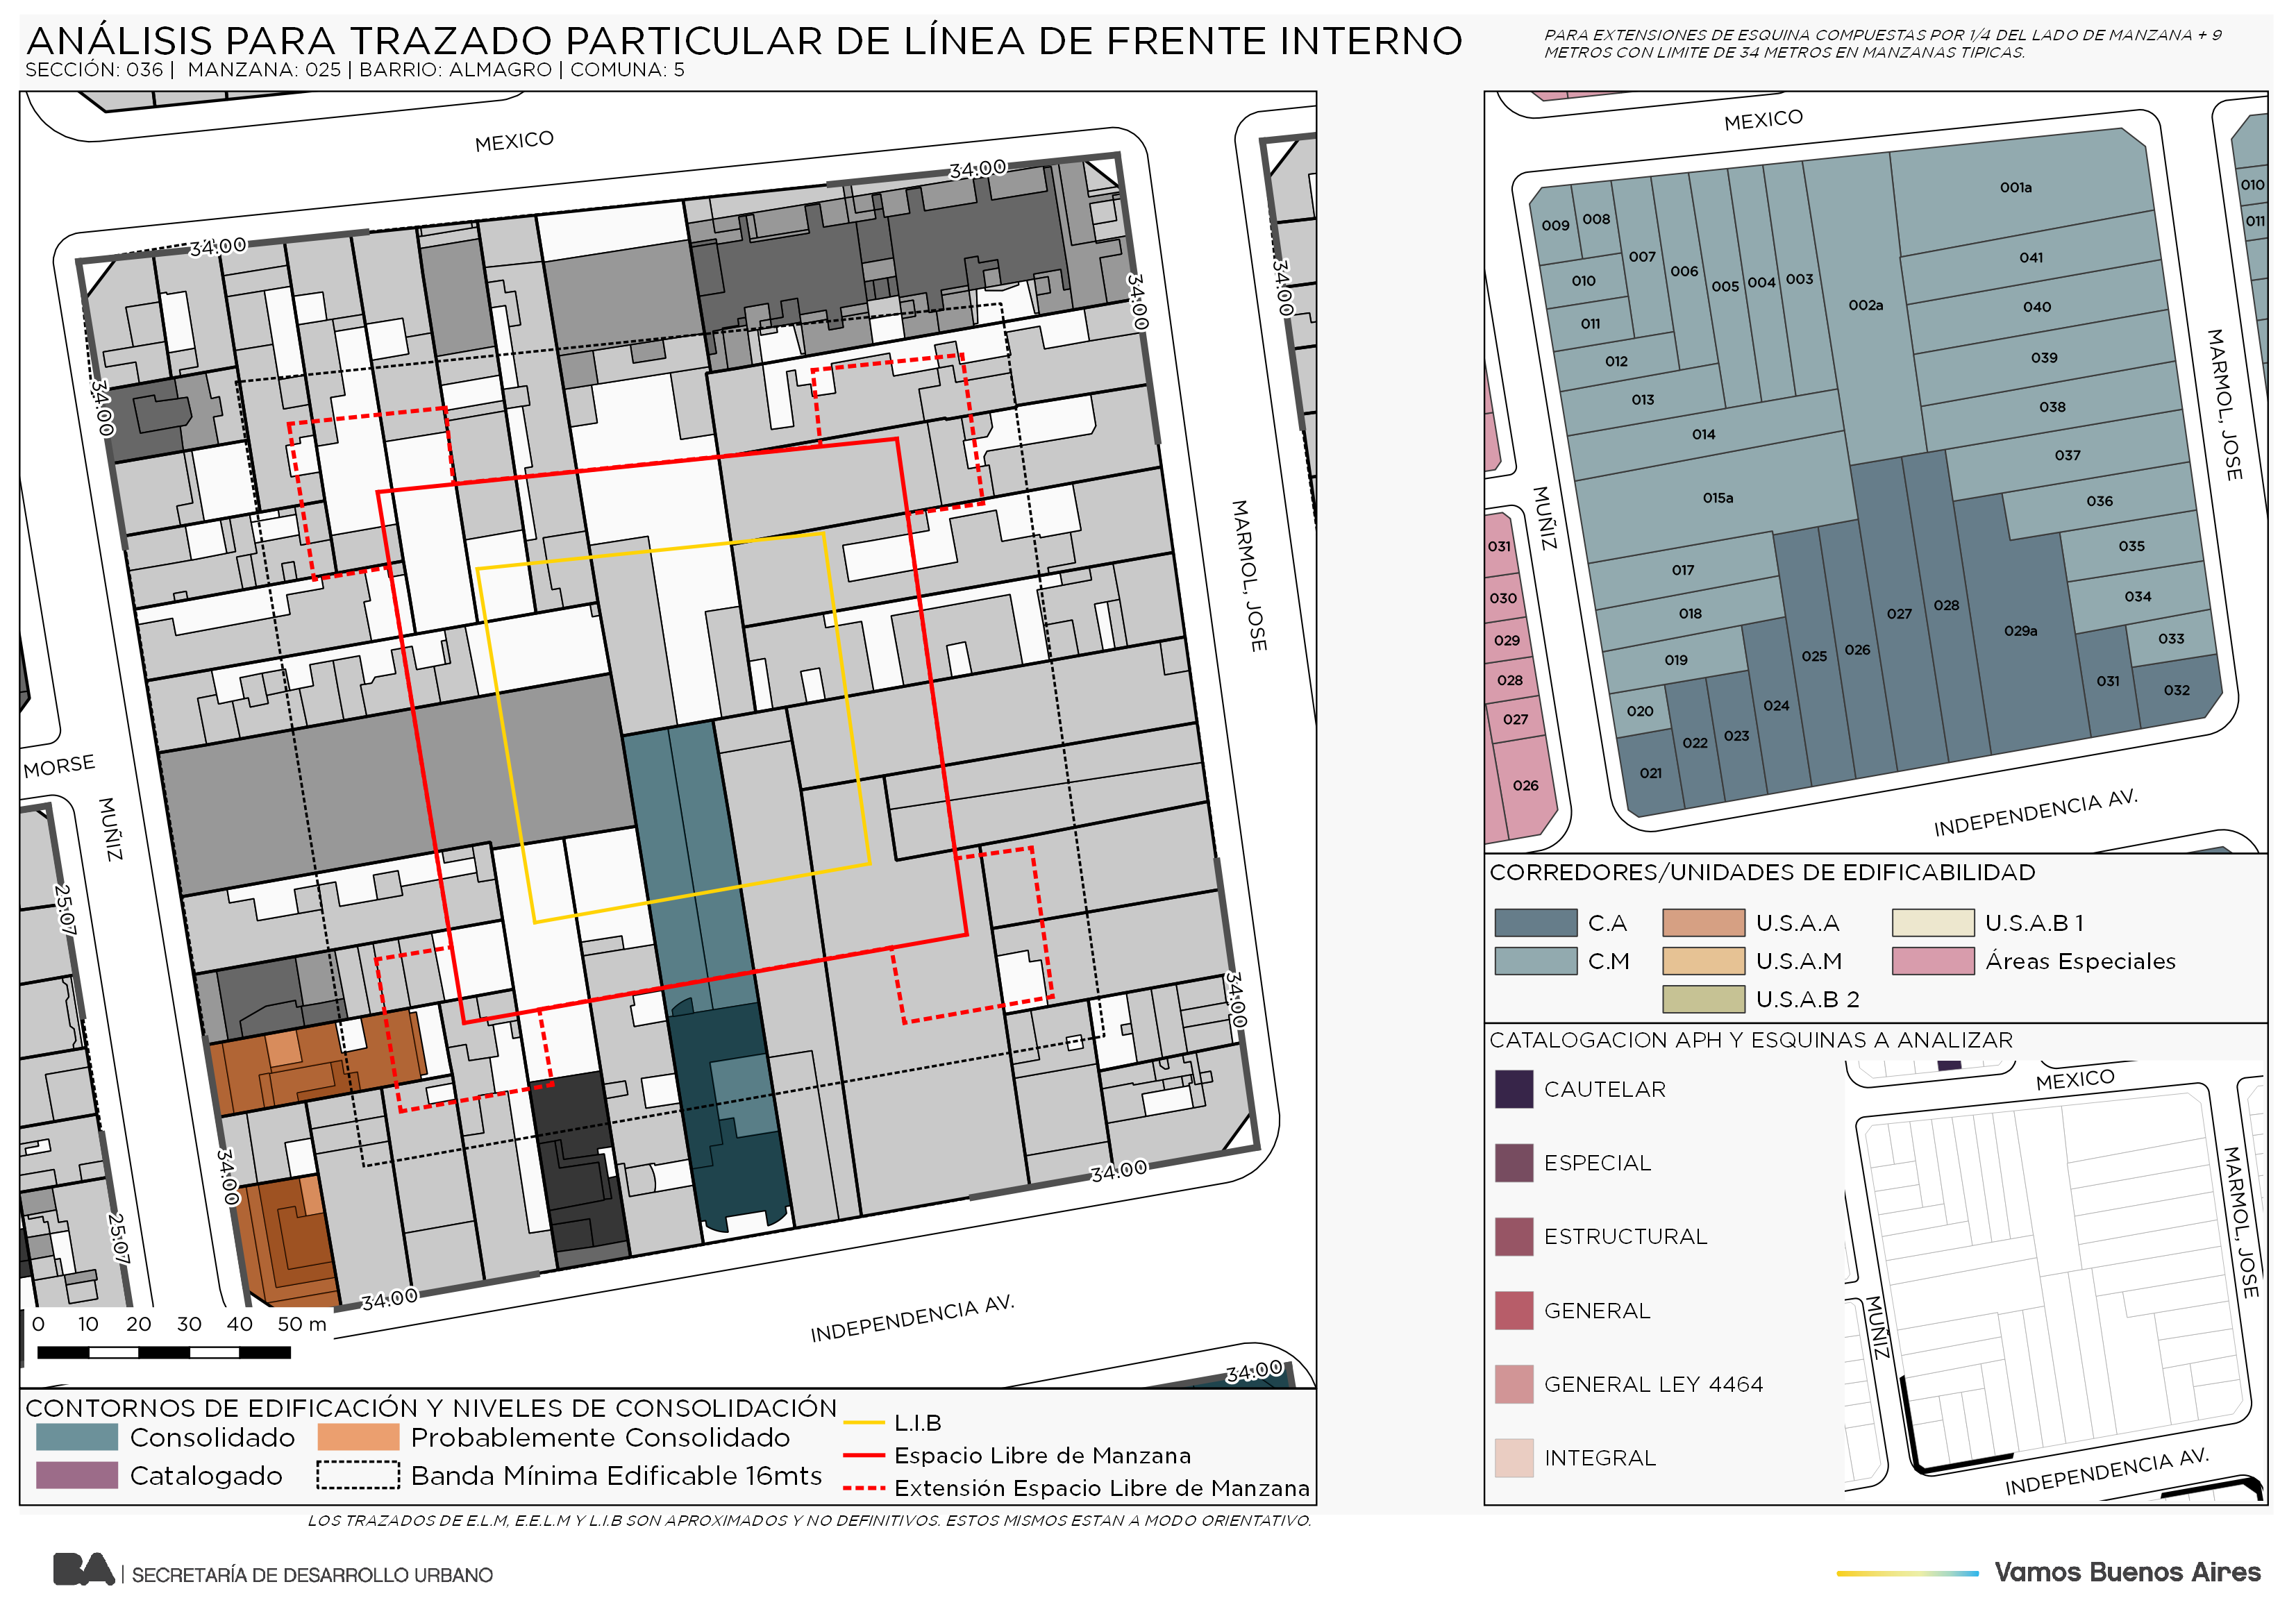 ANÁLISIS PARA TRAZADO PARTICULAR DE LÍNEA DE FRENTE INTERNO
SECCIÓN: 036 | MANZANA: 025 | BARRIO: ALMAGRO | COMUNA: 5
PARA EXTENSIONES DE ESQUINA COMPUESTAS POR 1/4 DEL LADO DE MANZANA + 9
METROS CON LIMITE DE 34 METROS EN MANZANAS TIPICAS.
MEXICO
34.00
34.00
34.00
34.00
34.00
MARMOL, JOSE
MORSE
MUÑIZ
25.07
25.07
34.00
34.00
34.00
34.00
INDEPENDENCIA AV.
34.00
0 10 20 30 40 50 m
CONTORNOS DE EDIFICACIÓN Y NIVELES DE CONSOLIDACIÓN
Consolidado
Probablemente Consolidado
Catalogado
Banda Mínima Edificable 16mts
L.I.B
Espacio Libre de Manzana
Extensión Espacio Libre de Manzana
LOS TRAZADOS DE E.L.M, E.E.L.M Y L.I.B SON APROXIMADOS Y NO DEFINITIVOS. ESTOS MISMOS ESTAN A MODO ORIENTATIVO.
MEXICO
MUÑIZ
MARMOL, JOSE
INDEPENDENCIA AV.
001a
002a
003
004
005
006
007
008
009
010
011
012
013
014
015a
017
018
019
020
021
022
023
024
025
026
027
028
029a
031
032
033
034
035
036
037
038
039
040
041
010
011
031
030
029
028
027
026
CORREDORES/UNIDADES DE EDIFICABILIDAD
C.A
U.S.A.A
U.S.A.B 1
C.M
U.S.A.M
Áreas Especiales
U.S.A.B 2
CATALOGACION APH Y ESQUINAS A ANALIZAR
CAUTELAR
ESPECIAL
ESTRUCTURAL
GENERAL
GENERAL LEY 4464
INTEGRAL
MEXICO
MARMOL, JOSE
MUÑIZ
INDEPENDENCIA AV.
BA | SECRETARÍA DE DESARROLLO URBANO
Vamos Buenos Aires